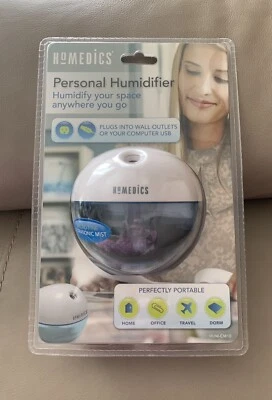 HOMEDICS
Personal Humidifier
Humidify your space
anywhere you go
PLUGS INTO WALL OUTLETS
OR YOUR COMPUTER USB
HOMEDICS
MIST
PERFECTLY PORTABLE
HOME
OFFICE
TRAVEL
DORM